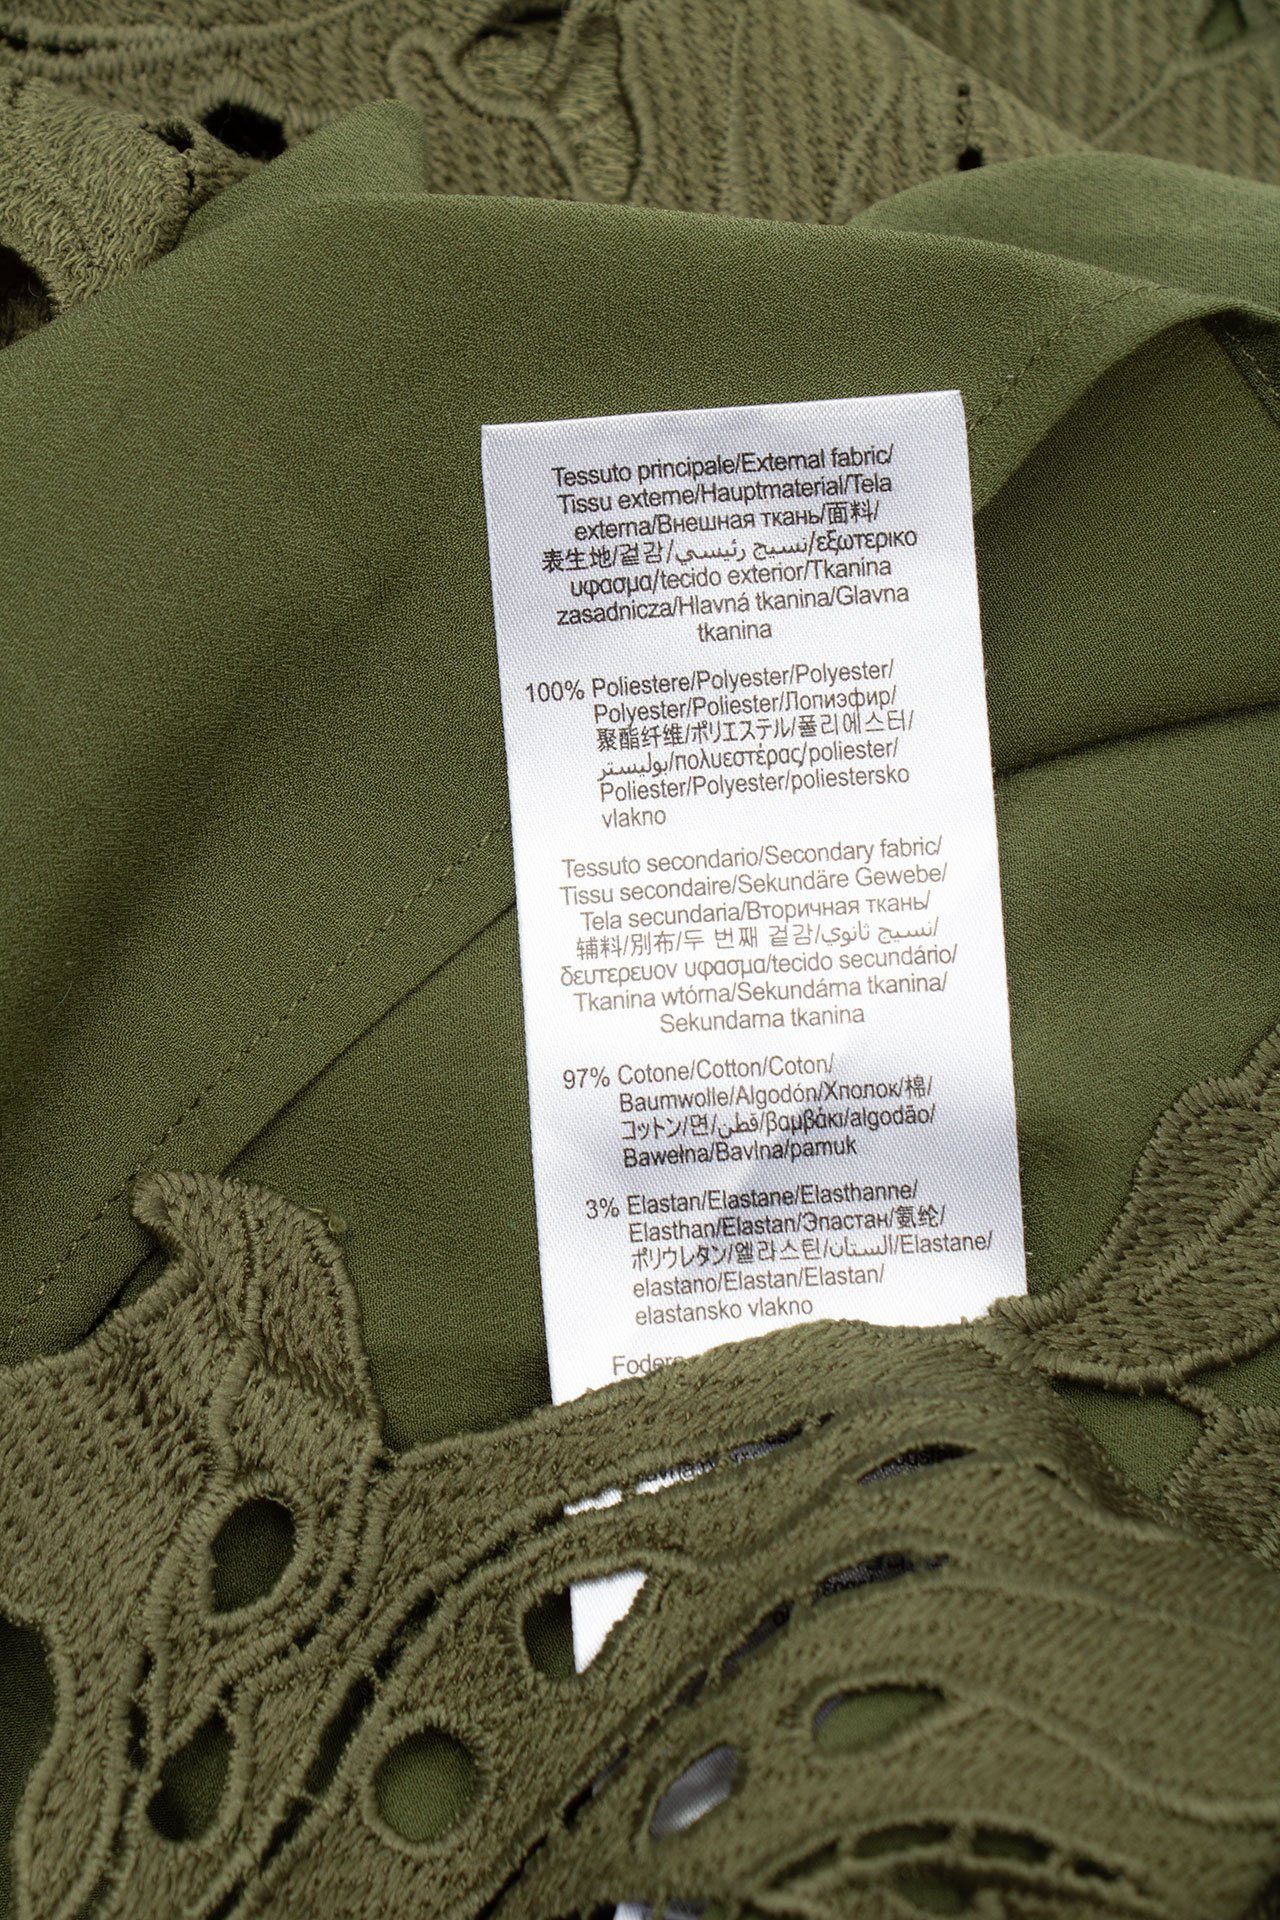 Tessuto principale/External fabric/
Tissu externe/Hauptmaterial/Tela
externa/Внешная ткань/面料/
表生地/겉감/نسيج رئيسي/εξωτερικο
υφασμα/tecido exterior/Tkanina
zasadnicza/Hlavná tkanina/Glavna
tkanina
100% Poliestere/Polyester/Polyester/
Polyester/Poliester/Лопиэфир/
聚酯纤维/ポリエステル/폴리에스터/
بوليستر/πολυεστέρας/poliester/
Poliester/Polyester/poliestersko
vlakno
Tessuto secondario/Secondary fabric/
Tissu secondaire/Sekundäre Gewebe/
Tela secundaria/Вторичная ткань/
辅料/別布/두 번째 겉감/نسيج ثانوي/
δευτερευον υφασμα/tecido secundário/
Tkanina wtórna/Sekundárna tkanina/
Sekundarna tkanina
97% Cotone/Cotton/Coton/
Baumwolle/Algodón/Хлопок/棉/
コットン/면/قطن/βαμβάκι/algodão/
Bawełna/Bavlna/pamuk
3% Elastan/Elastane/Elasthanne/
Elasthan/Elastan/Эластан/氨纶/
ポリウレタン/엘라스틴/الستان/Elastane/
elastano/Elastan/Elastan/
elastansko vlakno